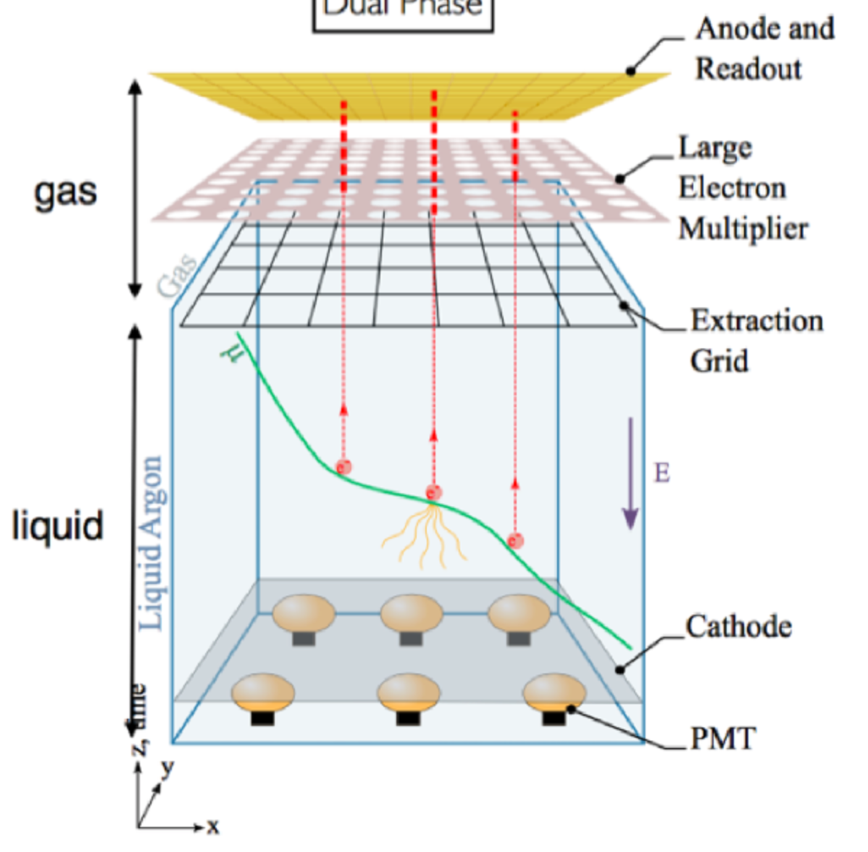 Dual Phase
Anode and
Readout
Large
Electron
Multiplier
gas
Gas
Extraction
Grid
μ
E
Liquid Argon
liquid
e-
e-
e-
Cathode
PMT
z, time
y
x